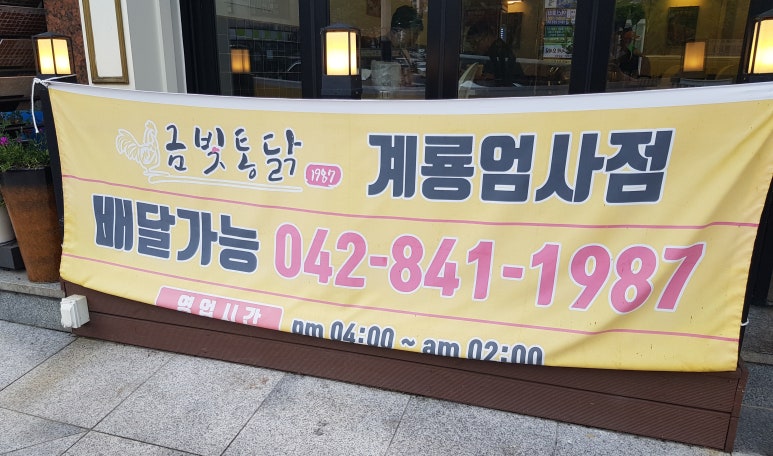 금빛통닭 1987 계룡엄사점
배달가능 042-841-1987
영업시간 pm 04:00 ~ am 02:00